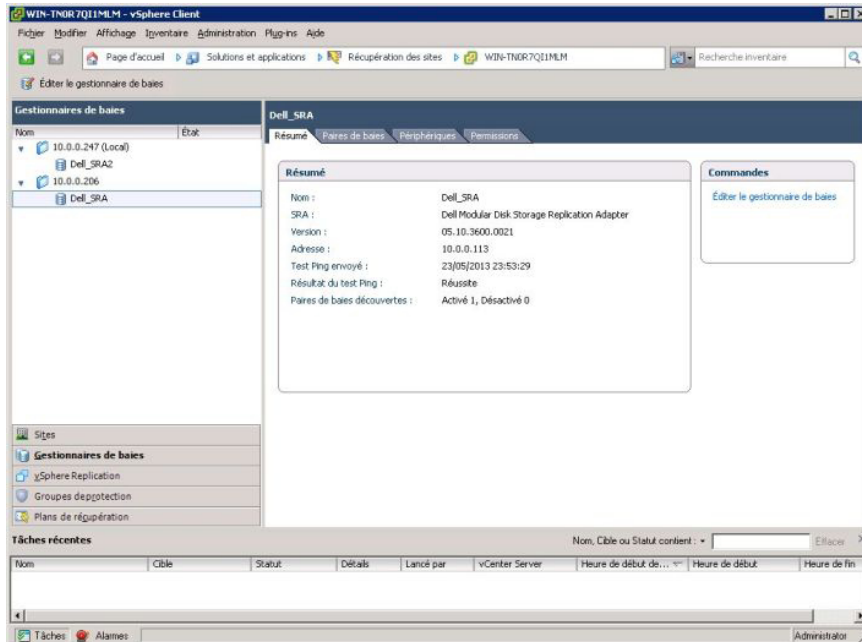 WIN-TN0R7QI1MLM - vSphere Client
Fichier Modifier Affichage Inventaire Administration Plug-ins Aide
Page d'accueil Solutions et applications Récupération des sites WIN-TN0R7QI1MLM Recherche inventaire
Éditer le gestionnaire de baies
Gestionnaires de baies
Nom État
10.0.0.247 (Local)
Dell_SRA2
10.0.0.206
Dell_SRA
Sites
Gestionnaires de baies
vSphere Replication
Groupes deprotection
Plans de récupération
Dell_SRA
Résumé Paires de baies Périphériques Permissions
Résumé
Nom : Dell_SRA
SRA : Dell Modular Disk Storage Replication Adapter
Version : 05.10.3600.0021
Adresse : 10.0.0.113
Test Ping envoyé : 23/05/2013 23:53:29
Résultat du test Ping : Réussite
Paires de baies découvertes : Activé 1, Désactivé 0
Commandes
Éditer le gestionnaire de baies
Tâches récentes Nom, Cible ou Statut contient : Effacer
Nom Cible Statut Détails Lancé par vCenter Server Heure de début de... Heure de début Heure de fin
Tâches Alarmes Administrator